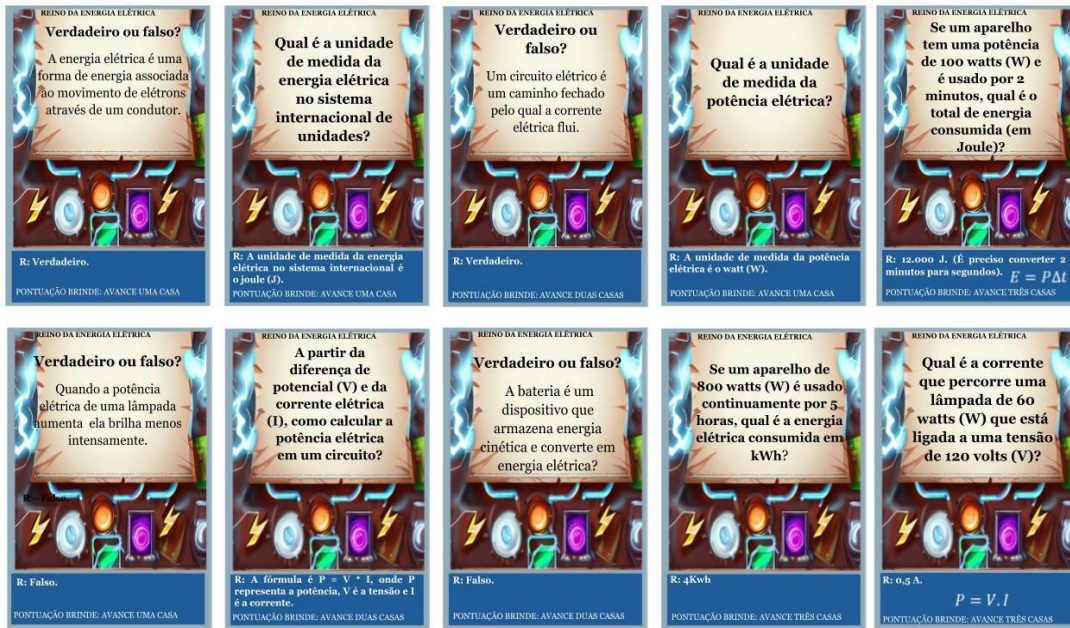 REINO DA ENERGIA ELÉTRICA
Verdadeiro ou falso?
A energia elétrica é uma
forma de energia associada
ao movimento de elétrons
através de um condutor.
R: Verdadeiro.
PONTUAÇÃO BRINDE: AVANCE UMA CASA
REINO DA ENERGIA ELÉTRICA
Qual é a unidade
de medida da
energia elétrica
no sistema
internacional de
unidades?
R: A unidade de medida da energia
elétrica no sistema internacional é
o joule (J).
PONTUAÇÃO BRINDE: AVANCE UMA CASA
REINO DA ENERGIA ELÉTRICA
Verdadeiro ou
falso?
Um circuito elétrico é
um caminho fechado
pelo qual a corrente
elétrica flui.
R: Verdadeiro.
PONTUAÇÃO BRINDE: AVANCE DUAS CASAS
REINO DA ENERGIA ELÉTRICA
Qual é a unidade
de medida da
potência elétrica?
R: A unidade de medida da potência
elétrica é o watt (W).
PONTUAÇÃO BRINDE: AVANCE UMA CASA
REINO DA ENERGIA ELÉTRICA
Se um aparelho
tem uma potência
de 100 watts (W) e
é usado por 2
minutos, qual é o
total de energia
consumida (em
Joule)?
R: 12.000 J. (É preciso converter 2
minutos para segundos). E = PΔt
PONTUAÇÃO BRINDE: AVANCE TRÊS CASAS
REINO DA ENERGIA ELÉTRICA
Verdadeiro ou falso?
Quando a potência
elétrica de uma lâmpada
aumenta ela brilha menos
intensamente.
R – Falso.
R: Falso.
PONTUAÇÃO BRINDE: AVANCE UMA CASA
REINO DA ENERGIA ELÉTRICA
A partir da
diferença de
potencial (V) e da
corrente elétrica
(I), como calcular a
potência elétrica
em um circuito?
R: A fórmula é P = V * I, onde P
representa a potência, V é a tensão e I
é a corrente.
PONTUAÇÃO BRINDE: AVANCE DUAS CASAS
REINO DA ENERGIA ELÉTRICA
Verdadeiro ou falso?
A bateria é um
dispositivo que
armazena energia
cinética e converte em
energia elétrica?
R: Falso.
PONTUAÇÃO BRINDE: AVANCE DUAS CASAS
REINO DA ENERGIA ELÉTRICA
Se um aparelho de
800 watts (W) é usado
continuamente por 5
horas, qual é a energia
elétrica consumida em
kWh?
R: 4Kwh
PONTUAÇÃO BRINDE: AVANCE TRÊS CASAS
REINO DA ENERGIA ELÉTRICA
Qual é a corrente
que percorre uma
lâmpada de 60
watts (W) que está
ligada a uma tensão
de 120 volts (V)?
R: 0,5 A.
P = V.I
PONTUAÇÃO BRINDE: AVANCE TRÊS CASAS